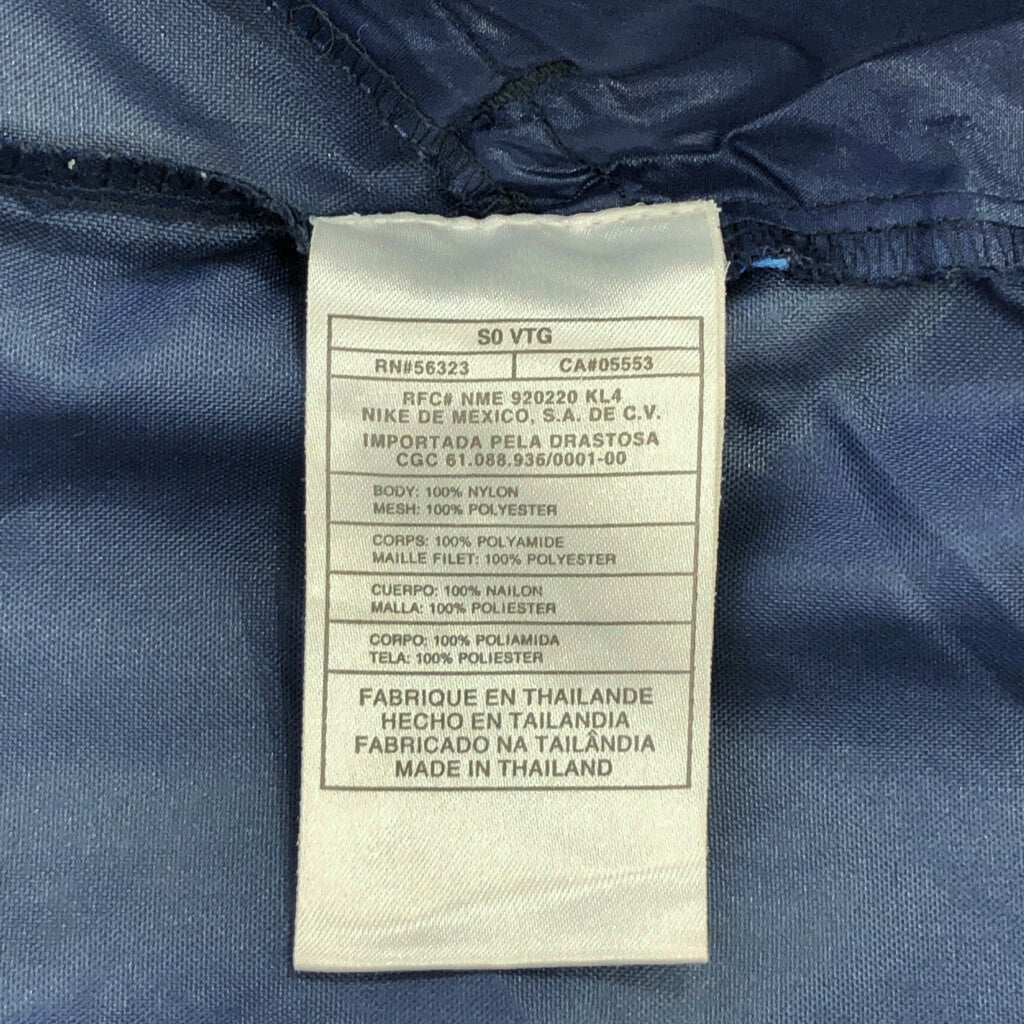 S0 VTG
RN#56323 CA#05553
RFC# NME 920220 KL4
NIKE DE MEXICO, S.A. DE C.V.
IMPORTADA PELA DRASTOSA
CGC 61.088.936/0001-00
BODY: 100% NYLON
MESH: 100% POLYESTER
CORPS: 100% POLYAMIDE
MAILLE FILET: 100% POLYESTER
CUERPO: 100% NAILON
MALLA: 100% POLIESTER
CORPO: 100% POLIAMIDA
TELA: 100% POLIESTER
FABRIQUE EN THAILANDE
HECHO EN TAILANDIA
FABRICADO NA TAILÂNDIA
MADE IN THAILAND